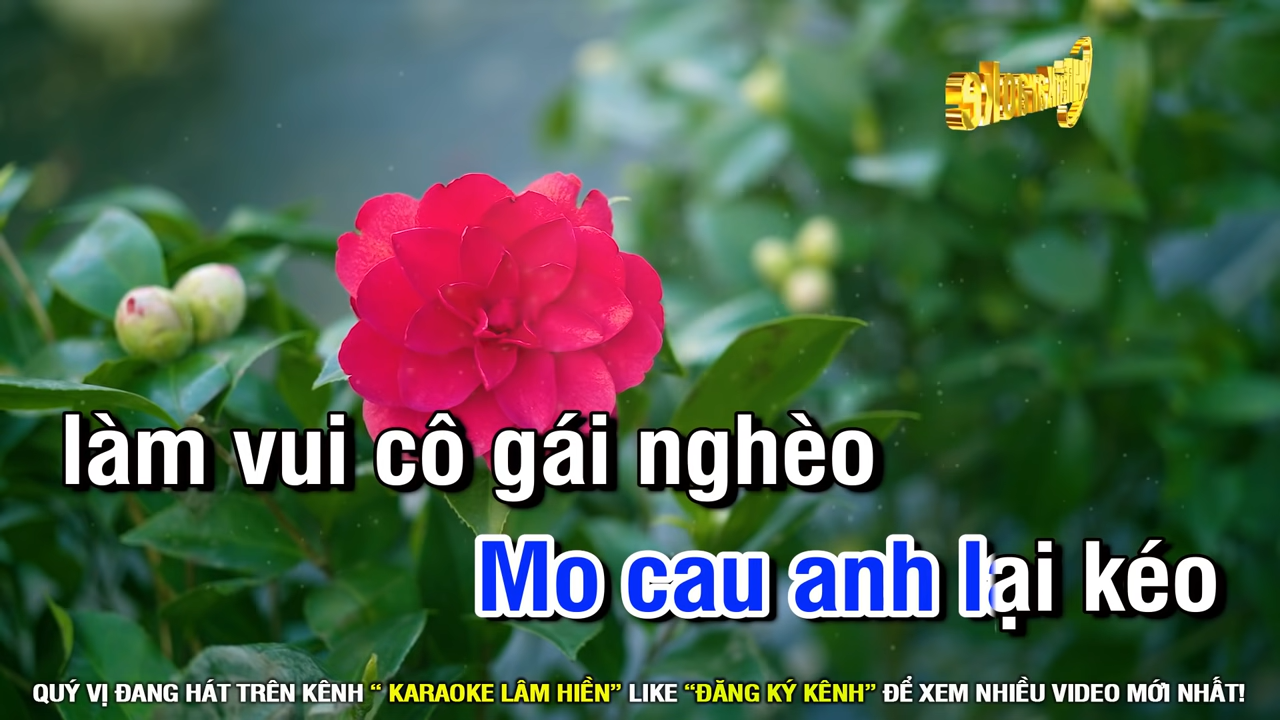 làm vui cô gái nghèo
Mo cau anh lại kéo
QUÝ VỊ ĐANG HÁT TRÊN KÊNH “ KARAOKE LÂM HIỀN” LIKE “ĐĂNG KÝ KÊNH” ĐỂ XEM NHIỀU VIDEO MỚI NHẤT!